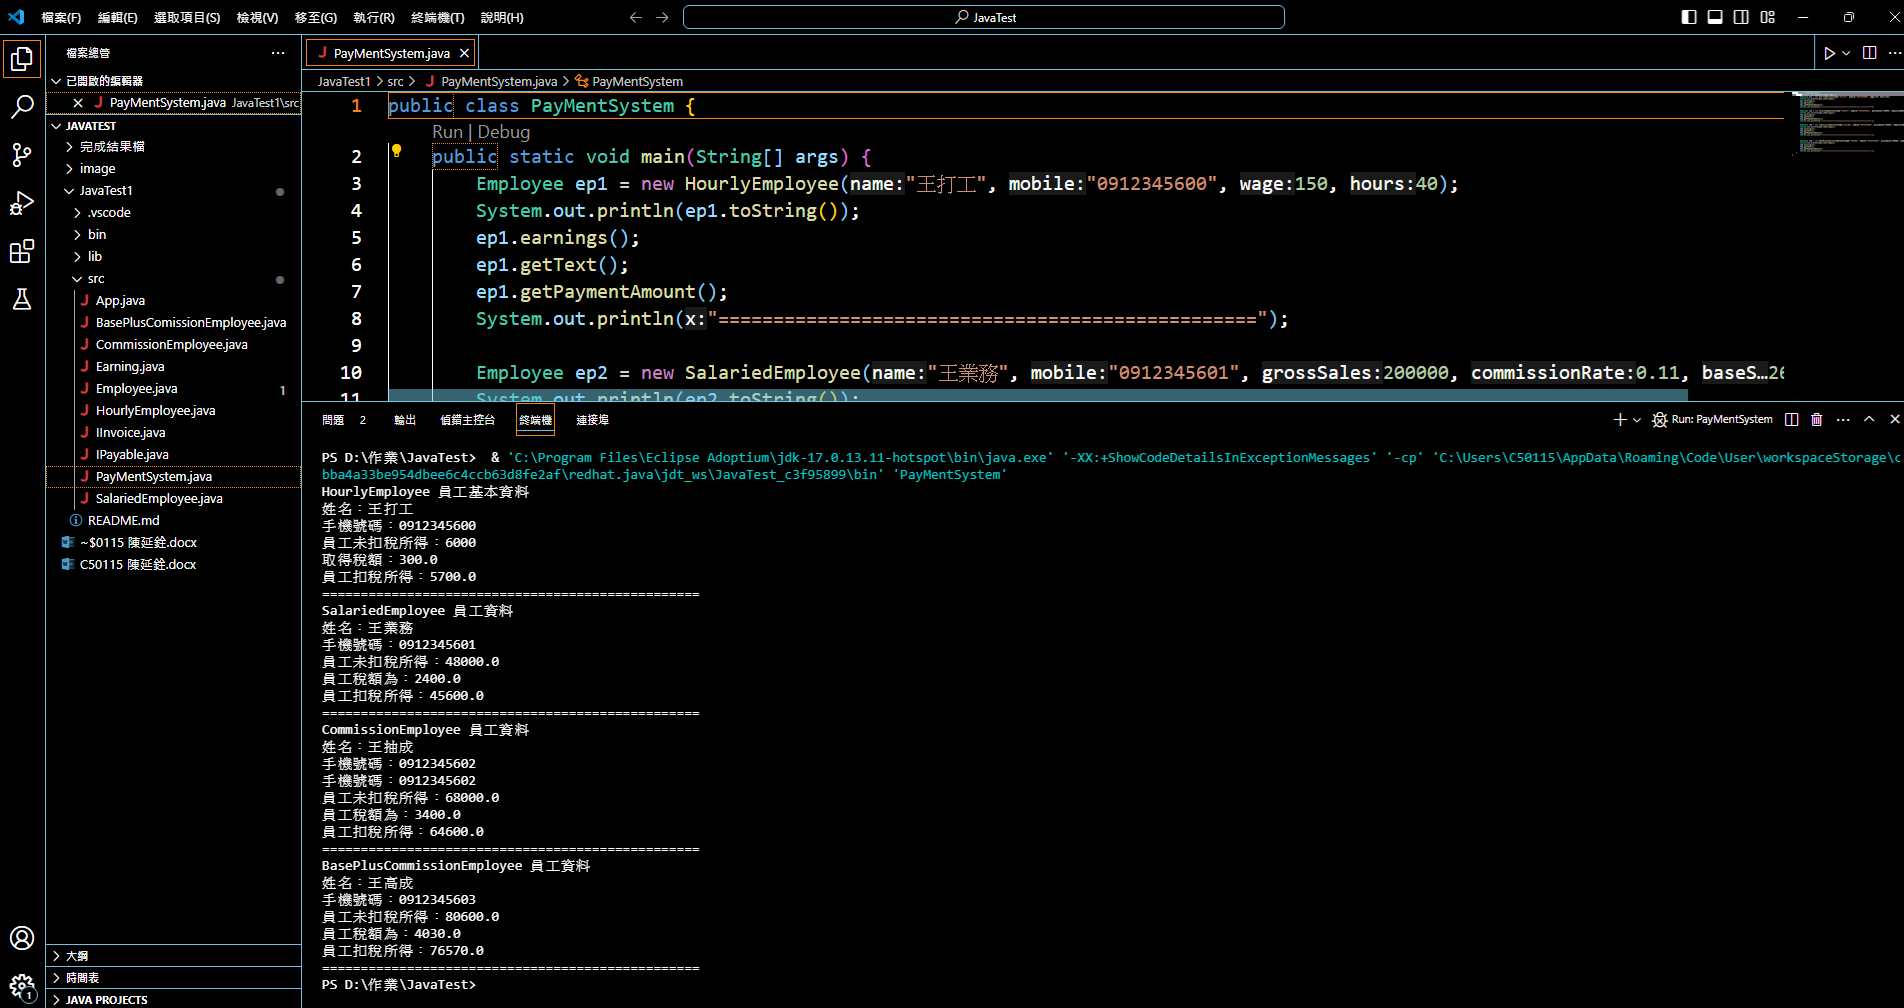 檔案(F) 編輯(E) 選取項目(S) 檢視(V) 移至(G) 執行(R) 終端機(T) 說明(H) JavaTest
檔案總管
已開啟的編輯器
PayMentSystem.java JavaTest1\src
JAVATEST
完成結果檔
image
JavaTest1
.vscode
bin
lib
src
App.java
BasePlusComissionEmployee.java
CommissionEmployee.java
Earning.java
Employee.java 1
HourlyEmployee.java
IInvoice.java
IPayable.java
PayMentSystem.java
SalariedEmployee.java
README.md
~$0115 陳延銓.docx
C50115 陳延銓.docx
大綱
時間表
JAVA PROJECTS
1
PayMentSystem.java
JavaTest1 > src > PayMentSystem.java > PayMentSystem
1 public class PayMentSystem {
Run | Debug
2 public static void main(String[] args) {
3 Employee ep1 = new HourlyEmployee(name:"王打工", mobile:"0912345600", wage:150, hours:40);
4 System.out.println(ep1.toString());
5 ep1.earnings();
6 ep1.getText();
7 ep1.getPaymentAmount();
8 System.out.println(x:"=================================================");
9
10 Employee ep2 = new SalariedEmployee(name:"王業務", mobile:"0912345601", grossSales:200000, commissionRate:0.11, baseS…26
11 System.out.println(ep2.toString());
問題 2 輸出 偵錯主控台 終端機 連接埠 Run: PayMentSystem
PS D:\作業\JavaTest> & 'C:\Program Files\Eclipse Adoptium\jdk-17.0.13.11-hotspot\bin\java.exe' '-XX:+ShowCodeDetailsInExceptionMessages' '-cp' 'C:\Users\C50115\AppData\Roaming\Code\User\workspaceStorage\c
bba4a33be954dbee6c4ccb63d8fe2af\redhat.java\jdt_ws\JavaTest_c3f95899\bin' 'PayMentSystem'
HourlyEmployee 員工基本資料
姓名：王打工
手機號碼：0912345600
員工未扣稅所得：6000
取得稅額：300.0
員工扣稅所得：5700.0
=================================================
SalariedEmployee 員工資料
姓名：王業務
手機號碼：0912345601
員工未扣稅所得：48000.0
員工稅額為：2400.0
員工扣稅所得：45600.0
=================================================
CommissionEmployee 員工資料
姓名：王抽成
手機號碼：0912345602
手機號碼：0912345602
員工未扣稅所得：68000.0
員工稅額為：3400.0
員工扣稅所得：64600.0
=================================================
BasePlusCommissionEmployee 員工資料
姓名：王高成
手機號碼：0912345603
員工未扣稅所得：80600.0
員工稅額為：4030.0
員工扣稅所得：76570.0
=================================================
PS D:\作業\JavaTest>